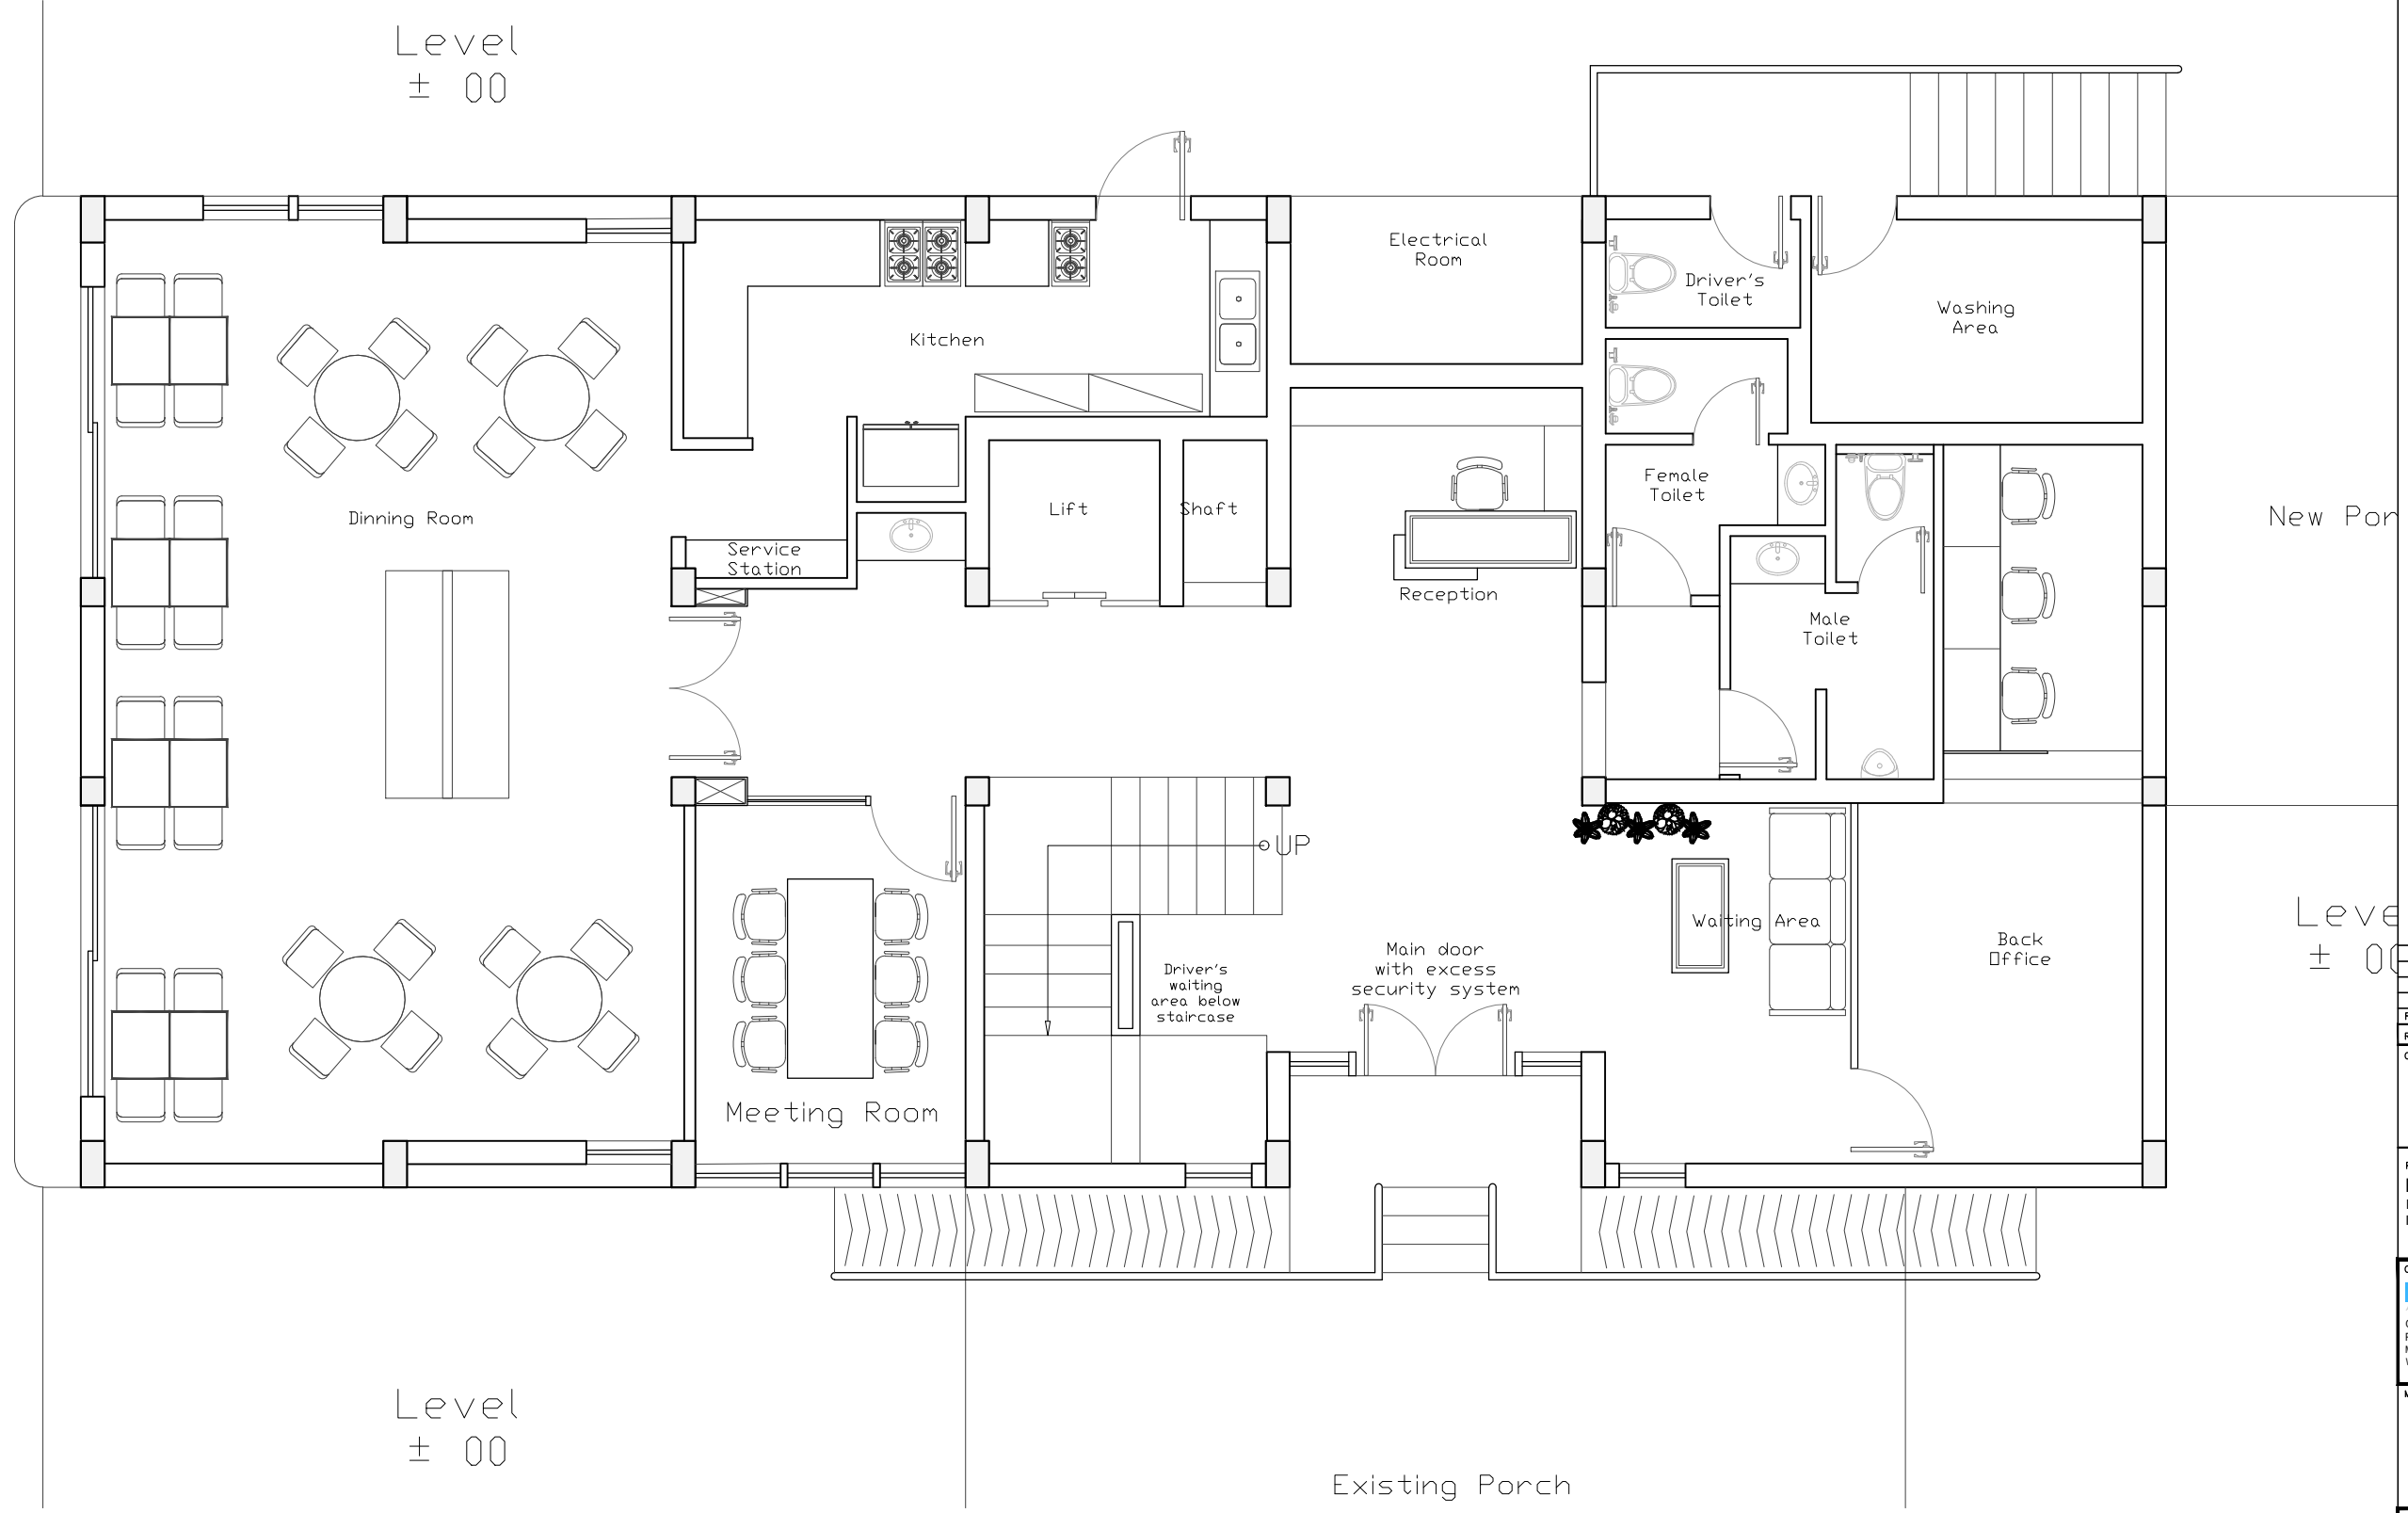 Level
± 00
Electrical
Room
Driver's
Toilet
Washing
Area
Kitchen
Female
Toilet
Lift
Shaft
Dinning Room
New Por
Service
Station
Reception
Male
Toilet
UP
Waiting Area
Leve
± 00
Back
Office
Main door
with excess
security system
Driver's
waiting
area below
staircase
Meeting Room
Level
± 00
Existing Porch